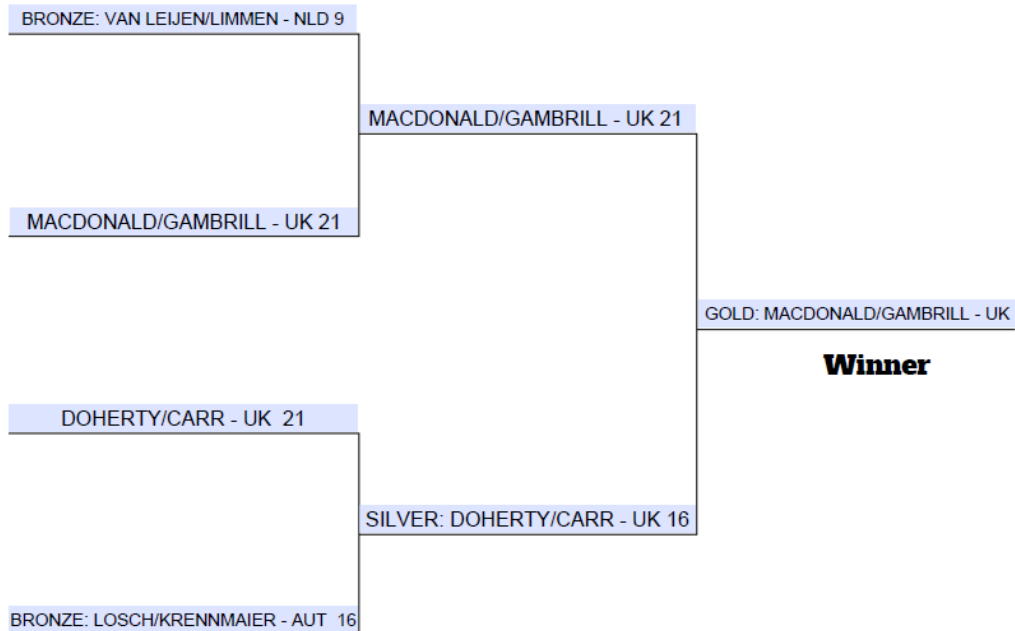 BRONZE: VAN LEIJEN/LIMMEN - NLD 9
MACDONALD/GAMBRILL - UK 21
MACDONALD/GAMBRILL - UK 21
GOLD: MACDONALD/GAMBRILL - UK
Winner
DOHERTY/CARR - UK 21
SILVER: DOHERTY/CARR - UK 16
BRONZE: LOSCH/KRENNMAIER - AUT 16